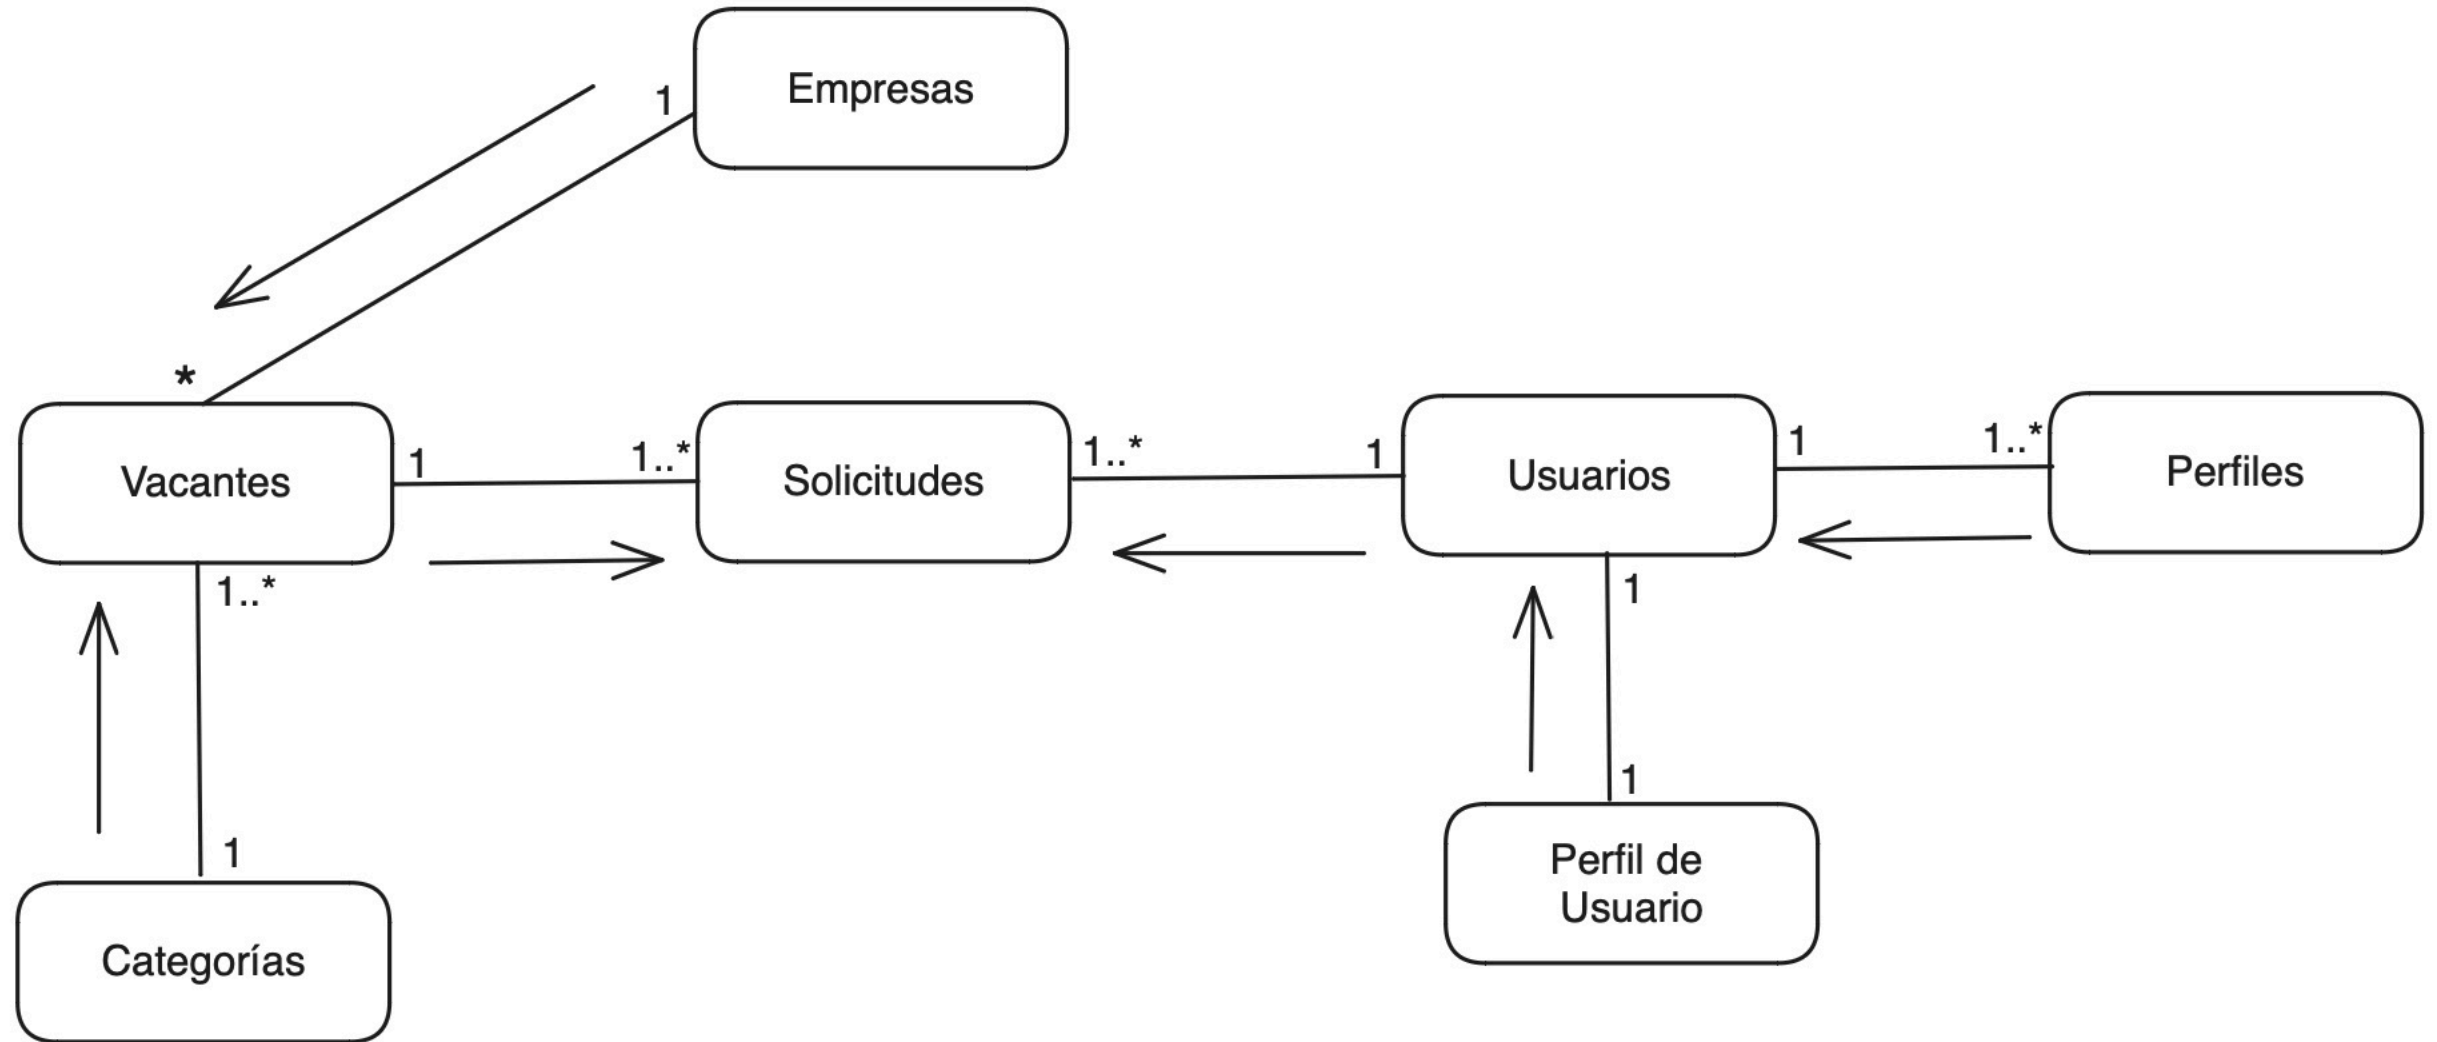 Empresas
1
*
Vacantes
1
1..*
Solicitudes
1..*
1
Usuarios
1
1..*
Perfiles
1..*
1
1
1
Categorías
Perfil de
Usuario